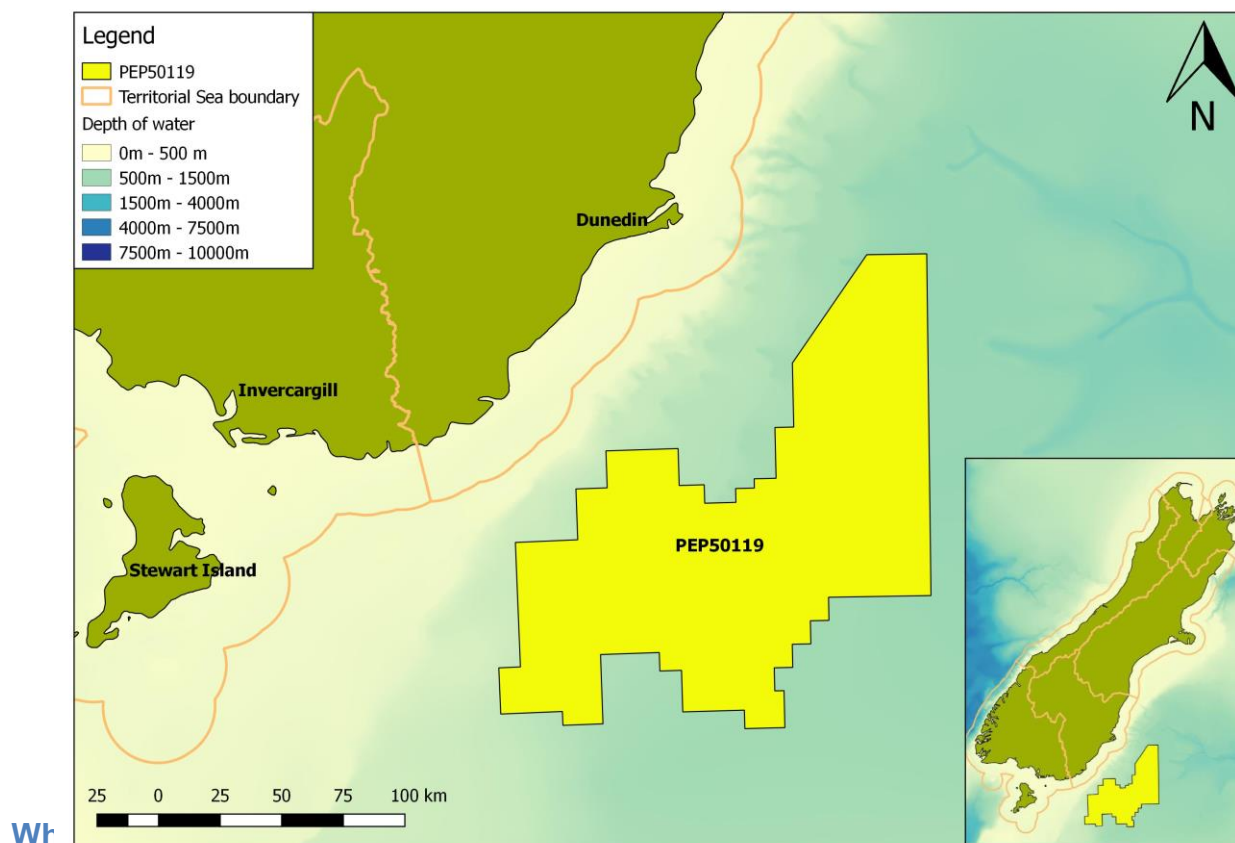 Legend
PEP50119
Territorial Sea boundary
Depth of water
0m - 500 m
500m - 1500m
1500m - 4000m
4000m - 7500m
7500m - 10000m
N
Dunedin
Invercargill
PEP50119
Stewart Island
25 0 25 50 75 100 km